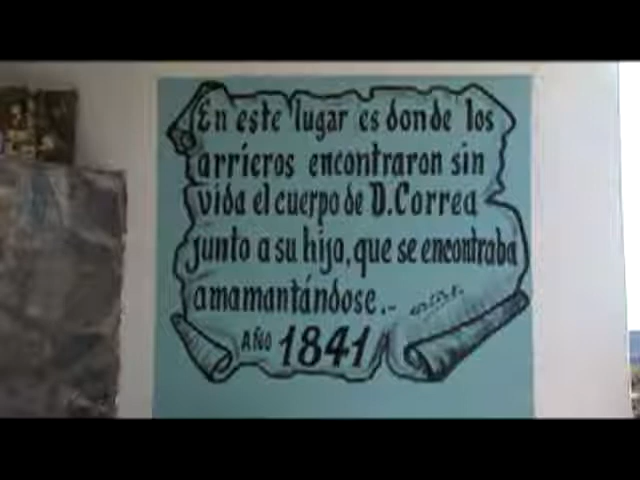 En este lugar es donde los
arrieros encontraron sin
vida el cuerpo de D.Correa
junto a su hijo, que se encontraba
amamantándose.-
AÑO 1841